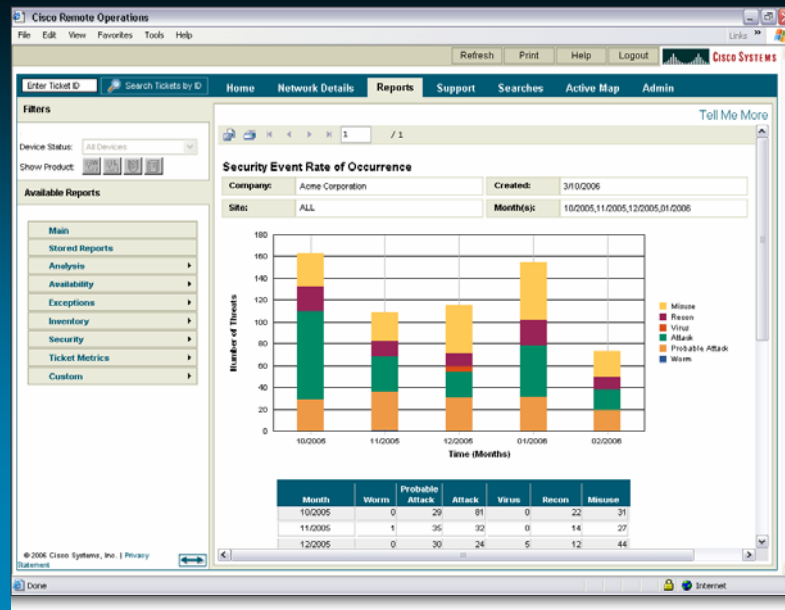 Cisco Remote Operations
File Edit View Favorites Tools Help Links »
Refresh Print Help Logout CISCO SYSTEMS
Enter Ticket ID Search Tickets by ID Home Network Details Reports Support Searches Active Map Admin
Filters
Tell Me More
Device Status: All Devices
Show Product:
1 / 1
Available Reports
Main
Stored Reports
Analysis
Availability
Exceptions
Inventory
Security
Ticket Metrics
Custom
Security Event Rate of Occurrence
Company: Acme Corporation Created: 3/10/2006
Site: ALL Month(s): 10/2005,11/2005,12/2005,01/2006
Number of Threats
180
160
140
120
100
80
60
40
20
0
10/2005 11/2005 12/2005 01/2006 02/2006
Time (Months)
Misuse
Recon
Virus
Attack
Probable Attack
Worm
Month Worm Probable Attack Attack Virus Recon Misuse
10/2005 0 29 81 0 22 31
11/2005 1 35 32 0 14 27
12/2005 0 30 24 5 12 44
© 2006 Cisco Systems, Inc. | Privacy
Statement
Done Internet